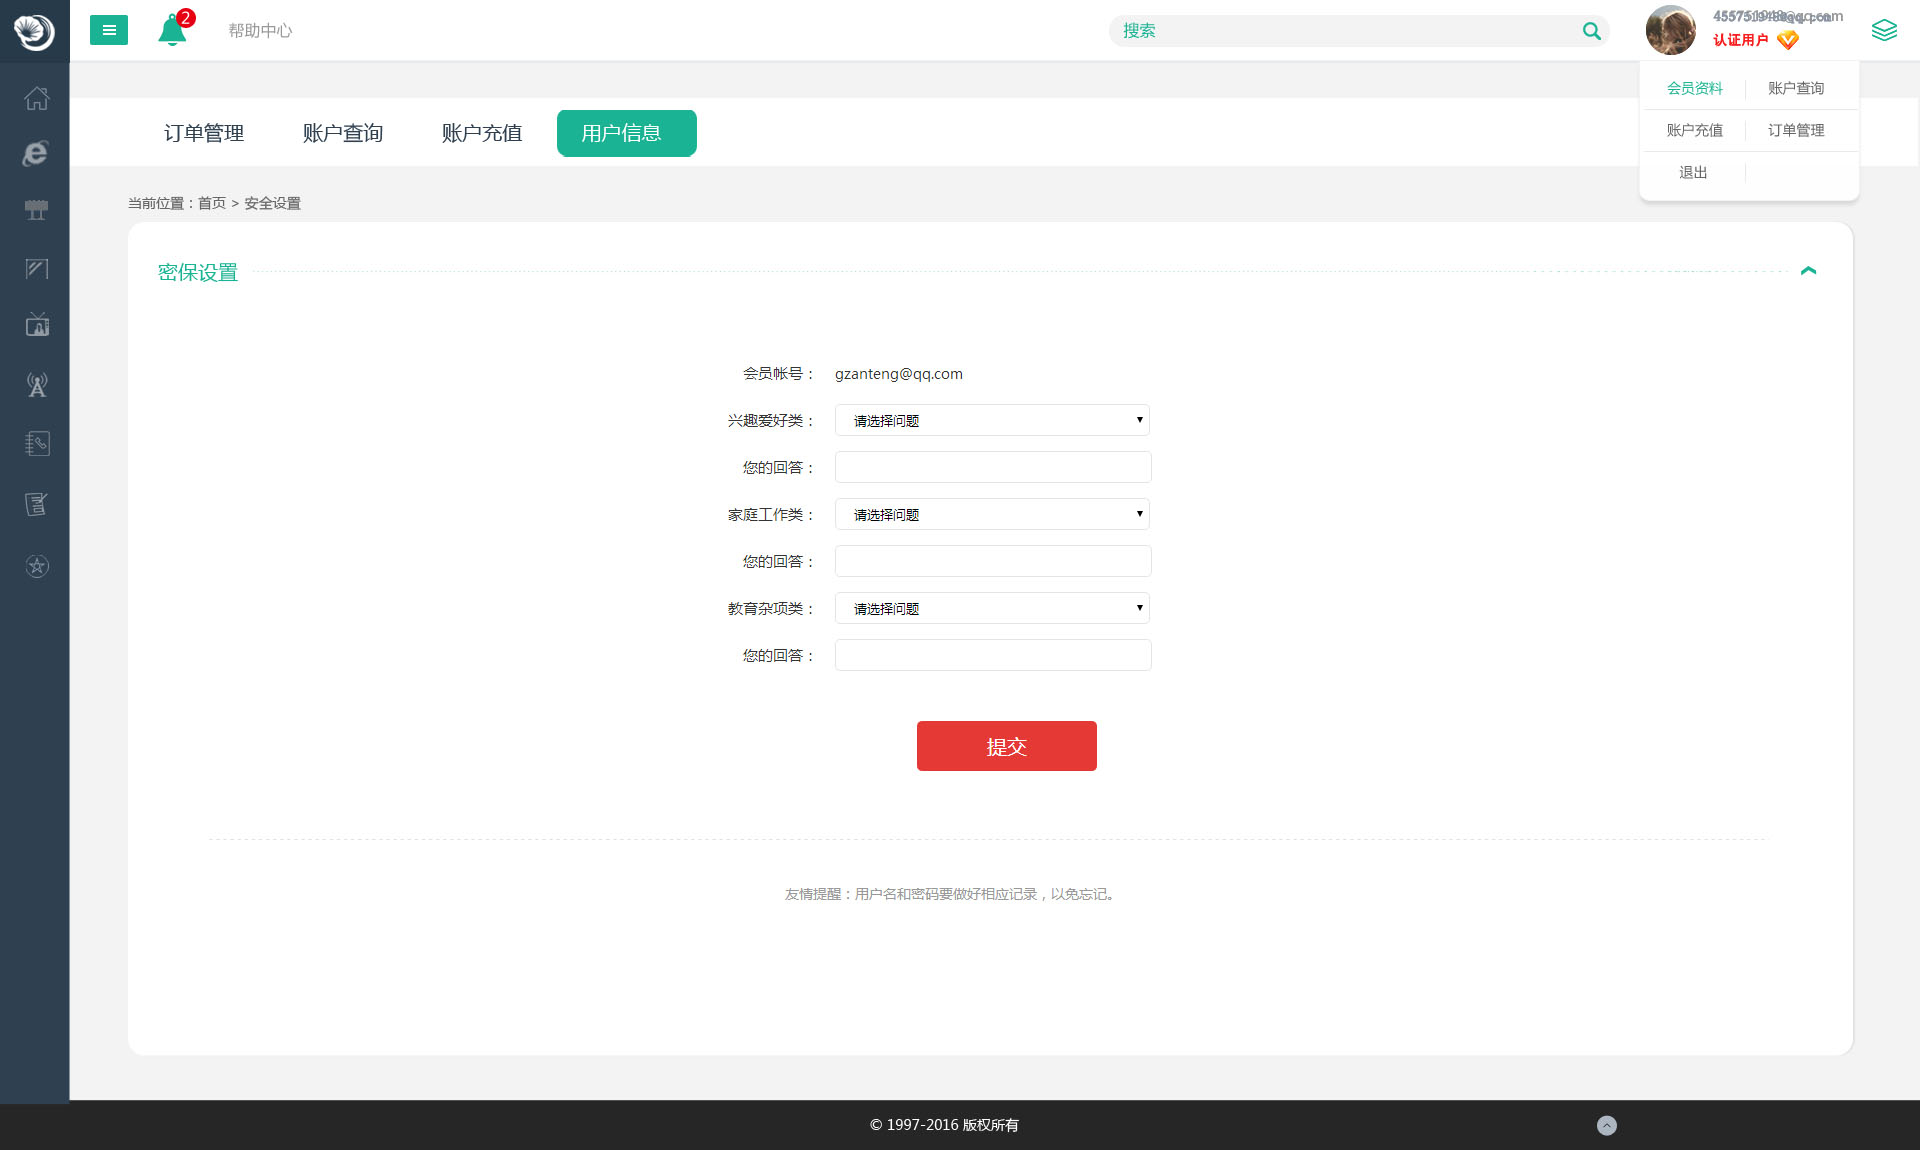 2
帮助中心
搜索
认证用户
会员资料
账户查询
账户充值
订单管理
退出
订单管理
账户查询
账户充值
用户信息
当前位置：首页 > 安全设置
密保设置
会员帐号： gzanteng@qq.com
兴趣爱好类： 请选择问题
您的回答：
家庭工作类： 请选择问题
您的回答：
教育杂项类： 请选择问题
您的回答：
提交
友情提醒：用户名和密码要做好相应记录，以免忘记。
© 1997-2016 版权所有